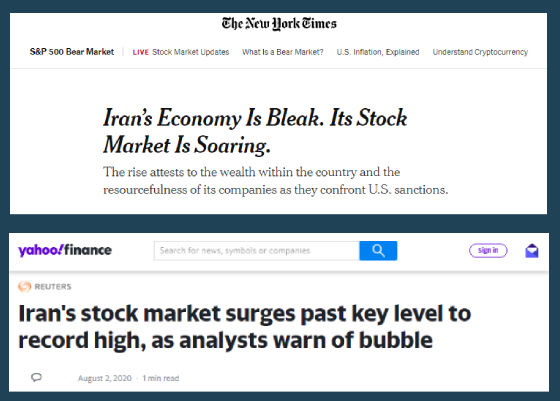 The New York Times
S&P 500 Bear Market LIVE Stock Market Updates What Is a Bear Market? U.S. Inflation, Explained Understand Cryptocurrency
Iran's Economy Is Bleak. Its Stock
Market Is Soaring.
The rise attests to the wealth within the country and the
resourcefulness of its companies as they confront U.S. sanctions.
yahoo!finance Search for news, symbols or companies Sign in
REUTERS
Iran's stock market surges past key level to
record high, as analysts warn of bubble
August 2, 2020 · 1 min read